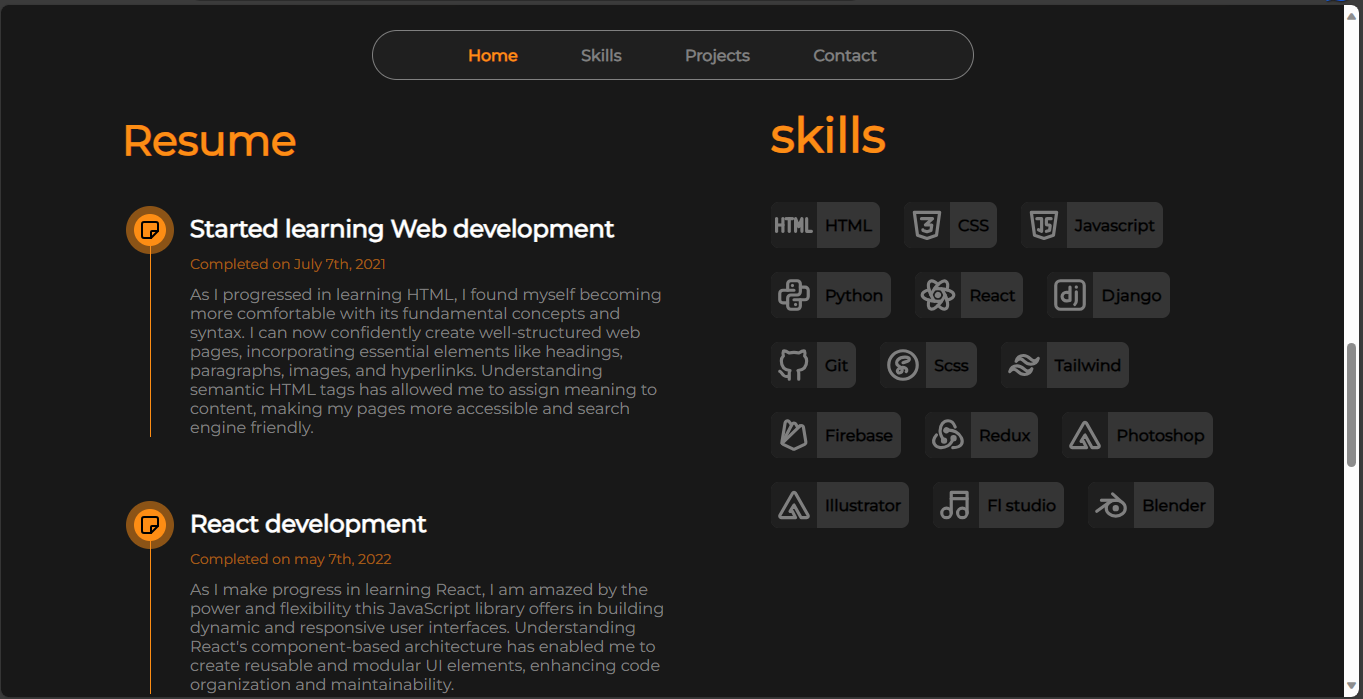 Home Skills Projects Contact
Resume
Started learning Web development
Completed on July 7th, 2021
As I progressed in learning HTML, I found myself becoming
more comfortable with its fundamental concepts and
syntax. I can now confidently create well-structured web
pages, incorporating essential elements like headings,
paragraphs, images, and hyperlinks. Understanding
semantic HTML tags has allowed me to assign meaning to
content, making my pages more accessible and search
engine friendly.
React development
Completed on may 7th, 2022
As I make progress in learning React, I am amazed by the
power and flexibility this JavaScript library offers in building
dynamic and responsive user interfaces. Understanding
React's component-based architecture has enabled me to
create reusable and modular UI elements, enhancing code
organization and maintainability.
skills
HTML HTML 3 CSS JS Javascript
Python React dj Django
Git Scss Tailwind
Firebase Redux Photoshop
Illustrator Fl studio Blender